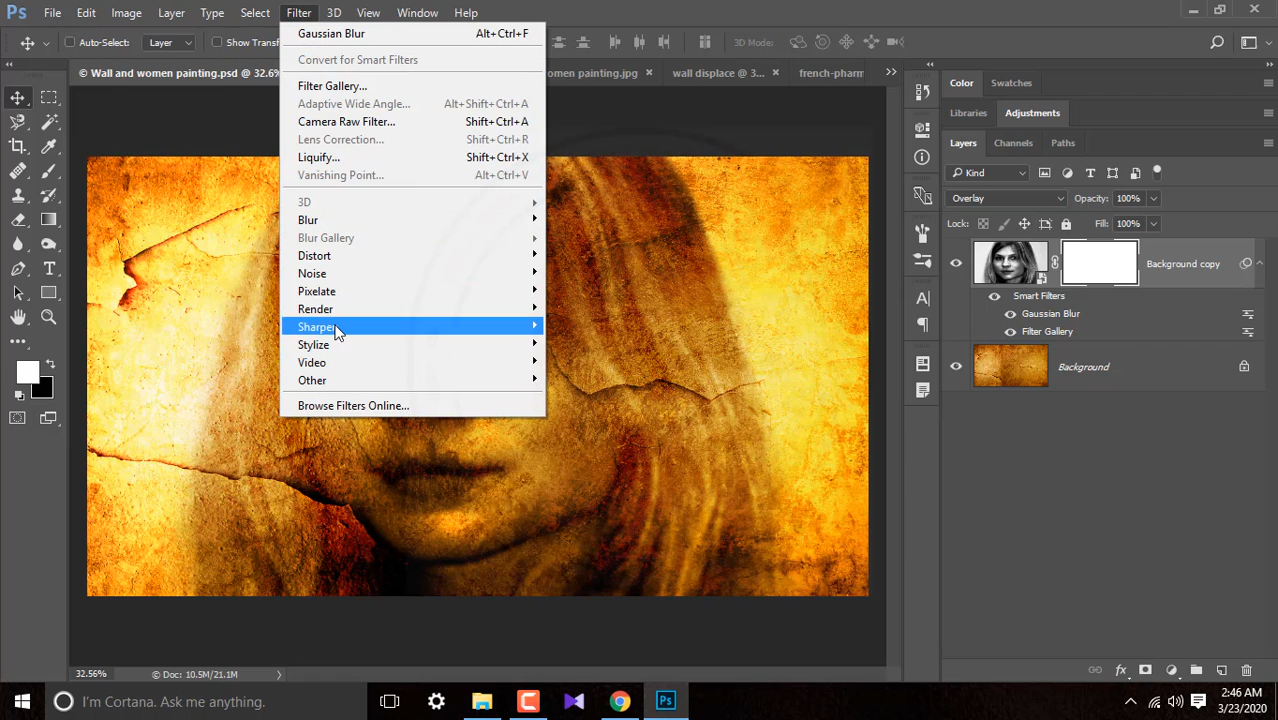 Ps File Edit Image Layer Type Select Filter 3D View Window Help
Auto-Select: Layer Show Transf 3D Mode:
© Wall and women painting.psd @ 32.6% omen painting.jpg × wall displace @ 3... × french-pharm
Gaussian Blur Alt+Ctrl+F
Convert for Smart Filters
Filter Gallery...
Adaptive Wide Angle... Alt+Shift+Ctrl+A
Camera Raw Filter... Shift+Ctrl+A
Lens Correction... Shift+Ctrl+R
Liquify... Shift+Ctrl+X
Vanishing Point... Alt+Ctrl+V
3D
Blur
Blur Gallery
Distort
Noise
Pixelate
Render
Sharpen
Stylize
Video
Other
Browse Filters Online...
Color Swatches
Libraries Adjustments
Layers Channels Paths
Kind
Overlay Opacity: 100%
Lock: Fill: 100%
Background copy
Smart Filters
Gaussian Blur
Filter Gallery
Background
32.56% © Doc: 10.5M/21.1M
I'm Cortana. Ask me anything.
Ps
2:46 AM
3/23/2020